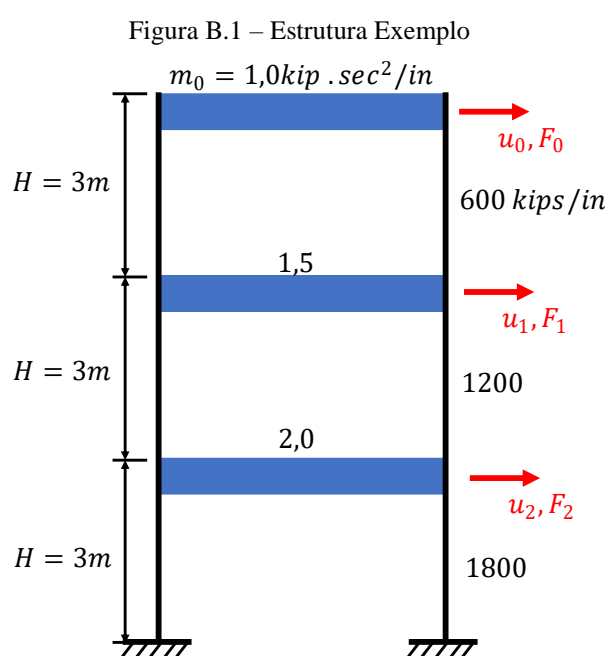 Figura B.1 – Estrutura Exemplo
m₀ = 1,0kip . sec²/in
u₀, F₀
H = 3m
600 kips/in
1,5
u₁, F₁
H = 3m
1200
2,0
u₂, F₂
H = 3m
1800